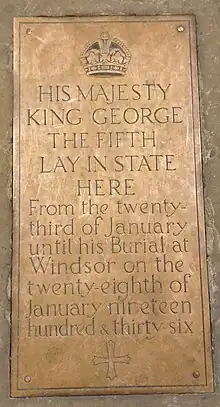 HIS MAJESTY
KING GEORGE
THE FIFTH
LAY IN STATE
HERE
From the twenty-
third of January
until his Burial at
Windsor on the
twenty-eighth of
January nineteen
hundred & thirty-six